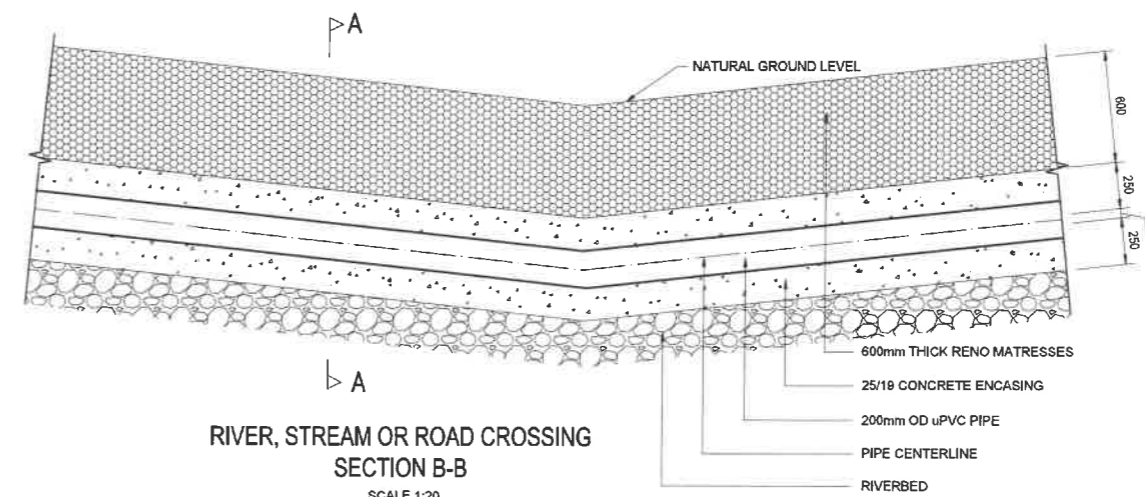 A
NATURAL GROUND LEVEL
600
250
250
600mm THICK RENO MATRESSES
25/19 CONCRETE ENCASING
200mm OD uPVC PIPE
PIPE CENTERLINE
RIVERBED
A
RIVER, STREAM OR ROAD CROSSING
SECTION B-B
SCALE 1:20